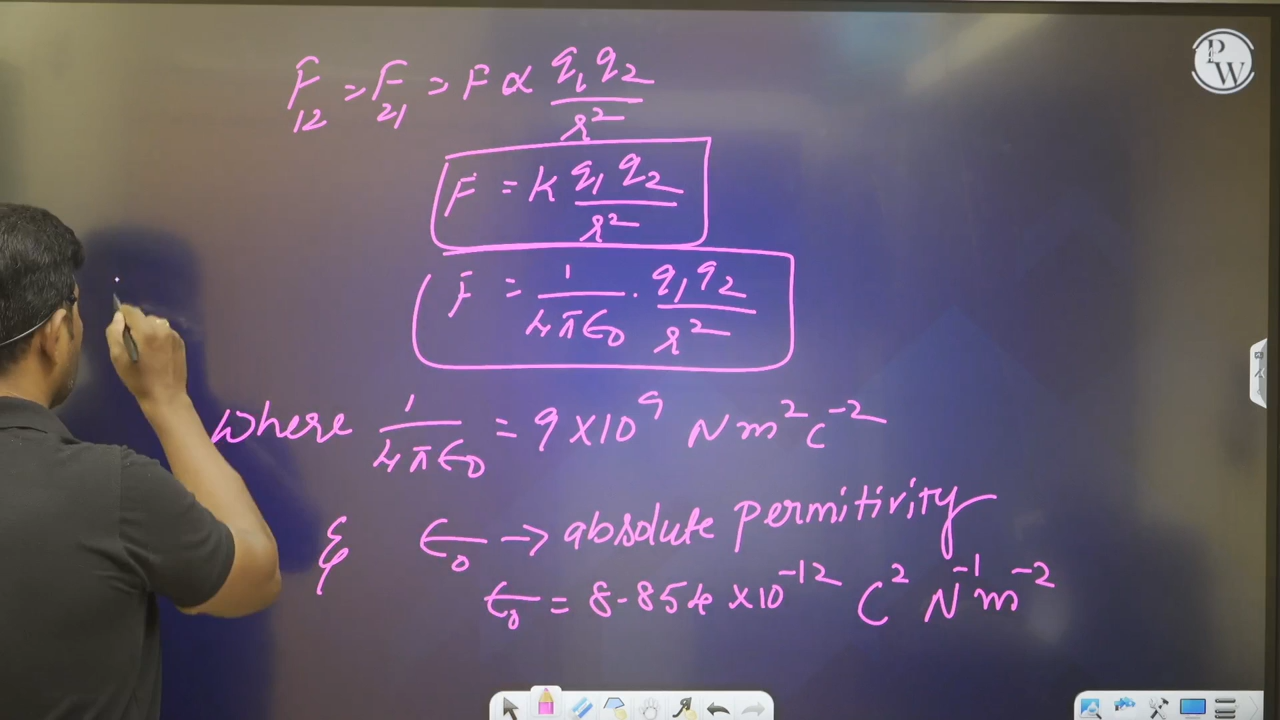 PW
F₁₂ = F₂₁ = F ∝ q₁q₂/r²
F = K q₁q₂/r²
F = 1/4πϵ₀ . q₁q₂/r²
where 1/4πϵ₀ = 9×10⁹ Nm²C⁻²
& ϵ₀ → absolute permitivity
ϵ₀ = 8.854×10⁻¹² C²N⁻¹m⁻²